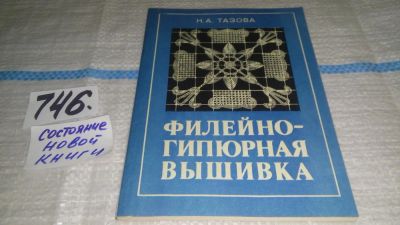 746.
состояние
новой
книги
Н.А. ТАЗОВА
ФИЛЕЙНО-
ГИПЮРНАЯ
ВЫШИВКА